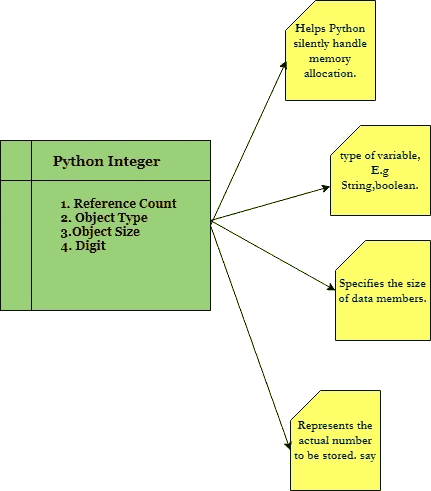 Helps Python
silently handle
memory
allocation.
Python Integer
1. Reference Count
2. Object Type
3.Object Size
4. Digit
type of variable,
E.g
String,boolean.
Specifies the size
of data members.
Represents the
actual number
to be stored. say